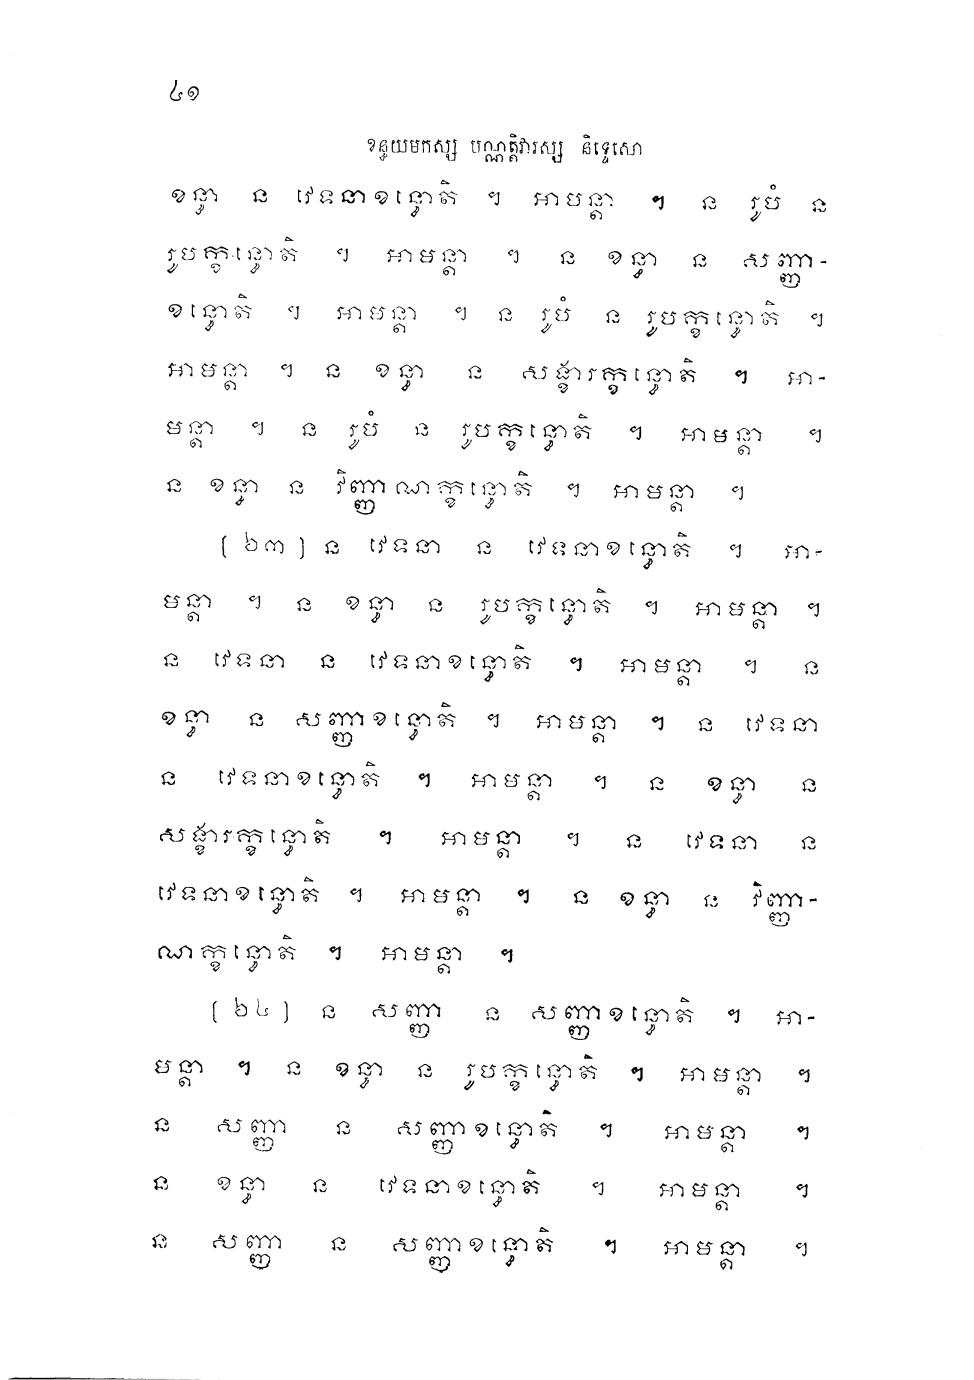 ៤១
ខន្ធយមកស្ស បណ្ណត្តិវារស្ស និទ្ទេសោ
ខន្ធា ន វេទនាខន្ធោតិ ។ អាមន្តា ។ ន រូបំ ន
រូបក្ខន្ធោតិ ។ អាមន្តា ។ ន ខន្ធា ន សញ្ញា-
ខន្ធោតិ ។ អាមន្តា ។ ន រូបំ ន រូបក្ខន្ធោតិ ។
អាមន្តា ។ ន ខន្ធា ន សង្ខារក្ខន្ធោតិ ។ អា-
មន្តា ។ ន រូបំ ន រូបក្ខន្ធោតិ ។ អាមន្តា ។
ន ខន្ធា ន វិញ្ញាណក្ខន្ធោតិ ។ អាមន្តា ។
[ ៦៣ ] ន វេទនា ន វេទនាខន្ធោតិ ។ អា-
មន្តា ។ ន ខន្ធា ន រូបក្ខន្ធោតិ ។ អាមន្តា ។
ន វេទនា ន វេទនាខន្ធោតិ ។ អាមន្តា ។ ន
ខន្ធា ន សញ្ញាខន្ធោតិ ។ អាមន្តា ។ ន វេទនា
ន វេទនាខន្ធោតិ ។ អាមន្តា ។ ន ខន្ធា ន
សង្ខារក្ខន្ធោតិ ។ អាមន្តា ។ ន វេទនា ន
វេទនាខន្ធោតិ ។ អាមន្តា ។ ន ខន្ធា ន វិញ្ញា-
ណក្ខន្ធោតិ ។ អាមន្តា ។
[ ៦៤ ] ន សញ្ញា ន សញ្ញាខន្ធោតិ ។ អា-
មន្តា ។ ន ខន្ធា ន រូបក្ខន្ធោតិ ។ អាមន្តា ។
ន សញ្ញា ន សញ្ញាខន្ធោតិ ។ អាមន្តា ។
ន ខន្ធា ន វេទនាខន្ធោតិ ។ អាមន្តា ។
ន សញ្ញា ន សញ្ញាខន្ធោតិ ។ អាមន្តា ។